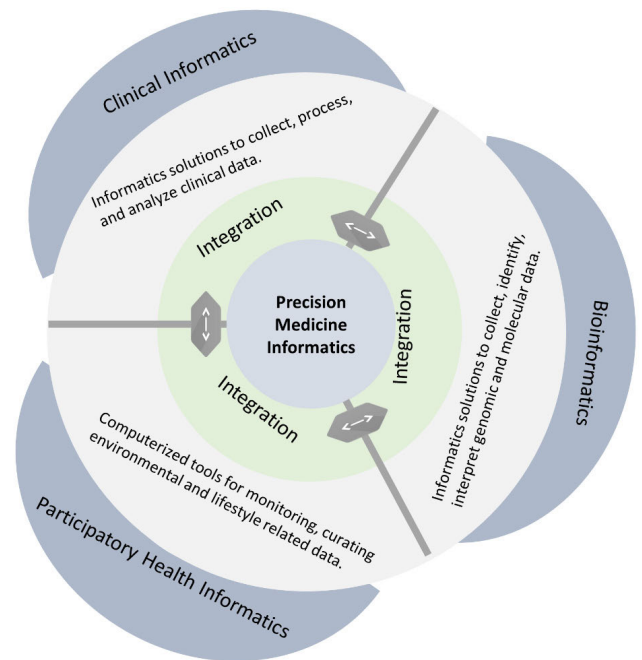 Clinical Informatics
Informatics solutions to collect, process,
and analyze clinical data.
Integration
Precision
Medicine
Informatics
Integration
Informatics solutions to collect, identify,
interpret genomic and molecular data.
Bioinformatics
Integration
Computerized tools for monitoring, curating
environmental and lifestyle related data.
Participatory Health Informatics